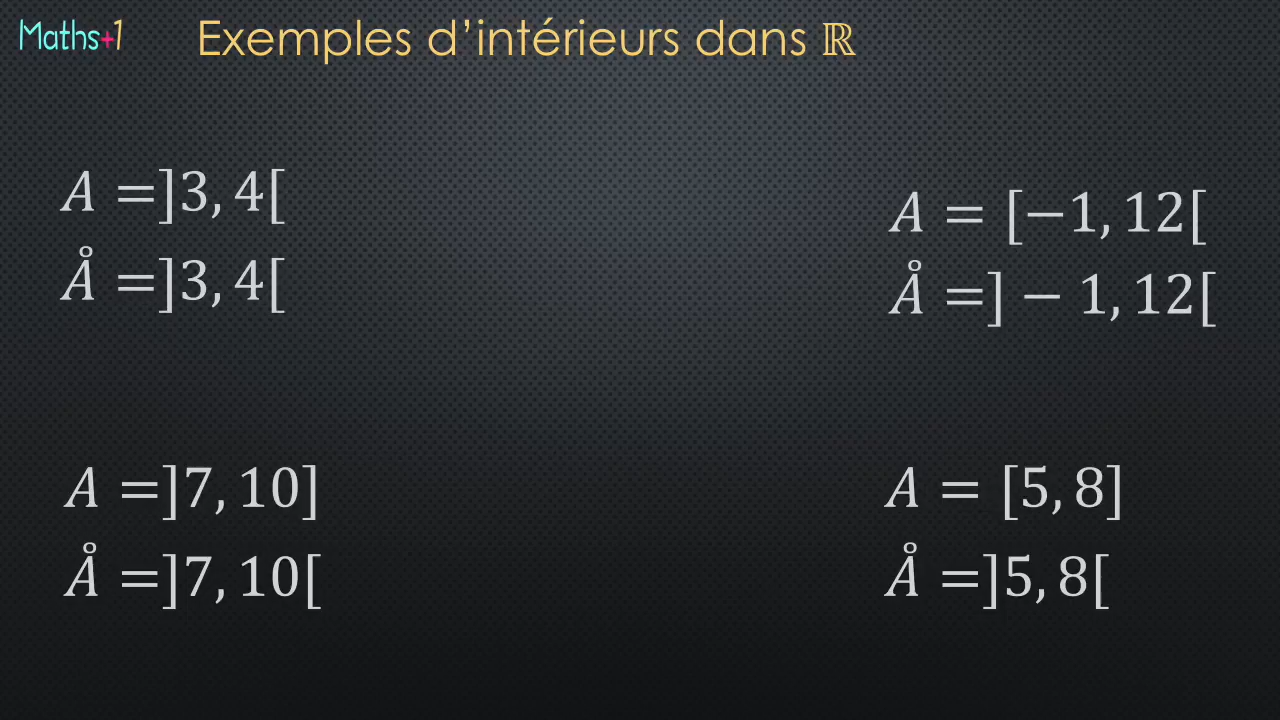 Maths+1
Exemples d’intérieurs dans ℝ
A =]3, 4[
Å =]3, 4[
A = [−1, 12[
Å =] − 1, 12[
A =]7, 10]
Å =]7, 10[
A = [5, 8]
Å =]5, 8[